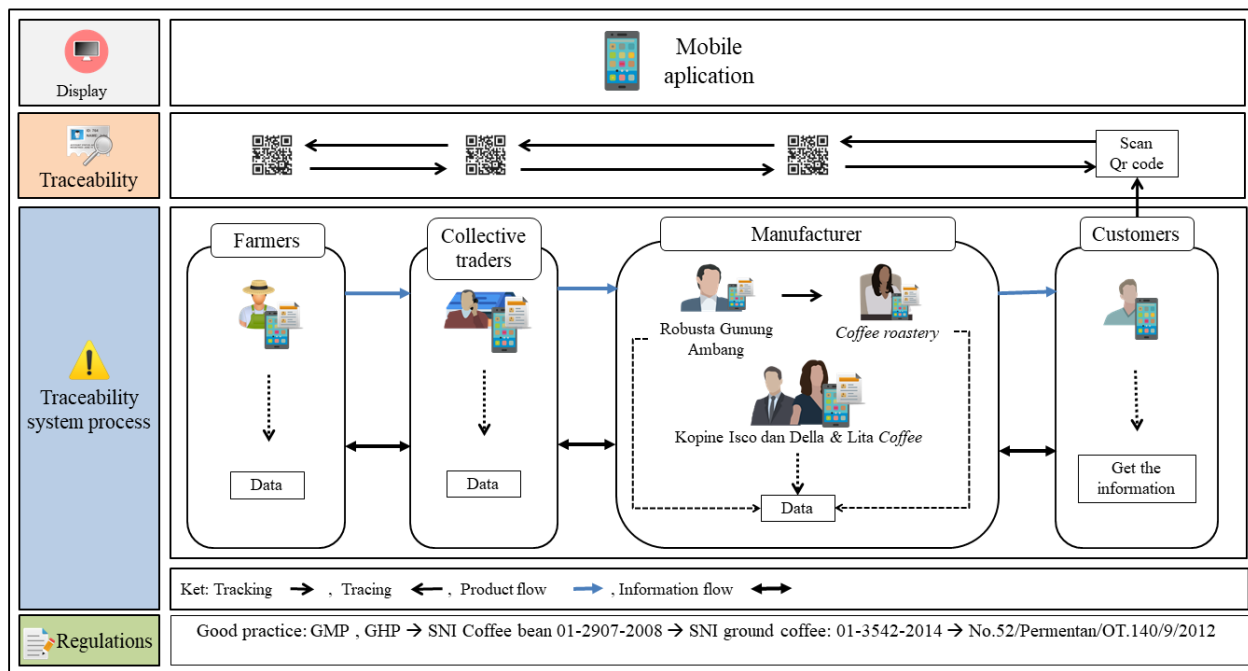 Display
Mobile
aplication
Traceability
Scan
Qr code
Farmers
Collective
traders
Manufacturer
Customers
Robusta Gunung
Ambang
Coffee roastery
Kopine Isco dan Della & Lita Coffee
Traceability
system process
Data
Data
Data
Get the
information
Ket: Tracking → , Tracing ← , Product flow → , Information flow ↔
Regulations
Good practice: GMP , GHP → SNI Coffee bean 01-2907-2008 → SNI ground coffee: 01-3542-2014 → No.52/Permentan/OT.140/9/2012